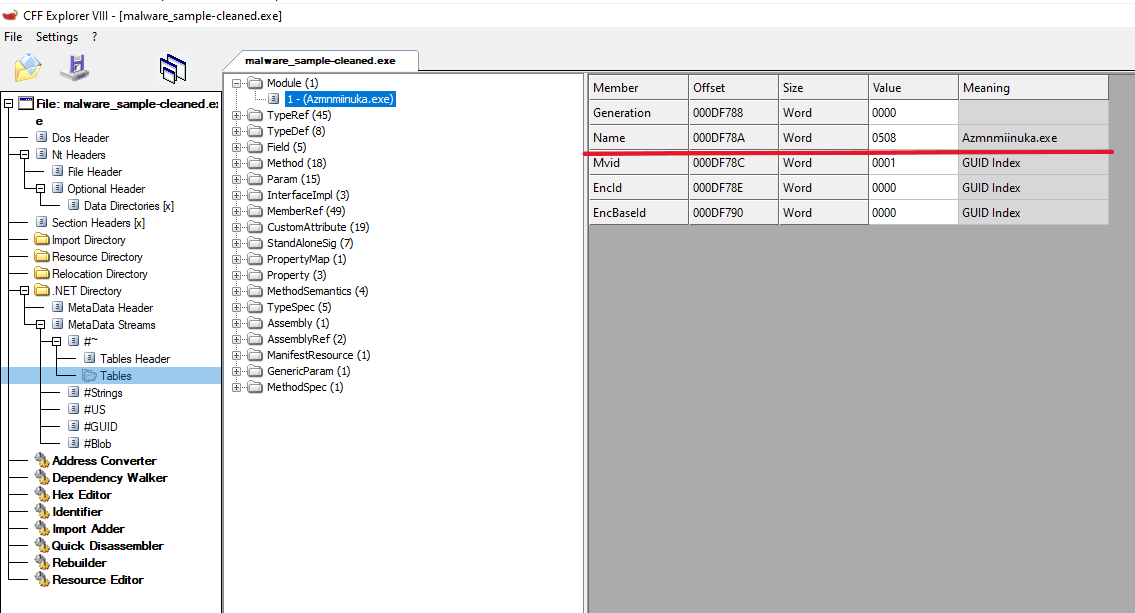 CFF Explorer VIII - [malware_sample-cleaned.exe]
File Settings ?
malware_sample-cleaned.exe
File: malware_sample-cleaned.ex
e
Dos Header
Nt Headers
File Header
Optional Header
Data Directories [x]
Section Headers [x]
Import Directory
Resource Directory
Relocation Directory
.NET Directory
MetaData Header
MetaData Streams
#~
Tables Header
Tables
#Strings
#US
#GUID
#Blob
Address Converter
Dependency Walker
Hex Editor
Identifier
Import Adder
Quick Disassembler
Rebuilder
Resource Editor
Module (1)
1 - (Azmnmiinuka.exe)
TypeRef (45)
TypeDef (8)
Field (5)
Method (18)
Param (15)
InterfaceImpl (3)
MemberRef (49)
CustomAttribute (19)
StandAloneSig (7)
PropertyMap (1)
Property (3)
MethodSemantics (4)
TypeSpec (5)
Assembly (1)
AssemblyRef (2)
ManifestResource (1)
GenericParam (1)
MethodSpec (1)
Member Offset Size Value Meaning
Generation 000DF788 Word 0000
Name 000DF78A Word 0508 Azmnmiinuka.exe
Mvid 000DF78C Word 0001 GUID Index
EncId 000DF78E Word 0000 GUID Index
EncBaseId 000DF790 Word 0000 GUID Index